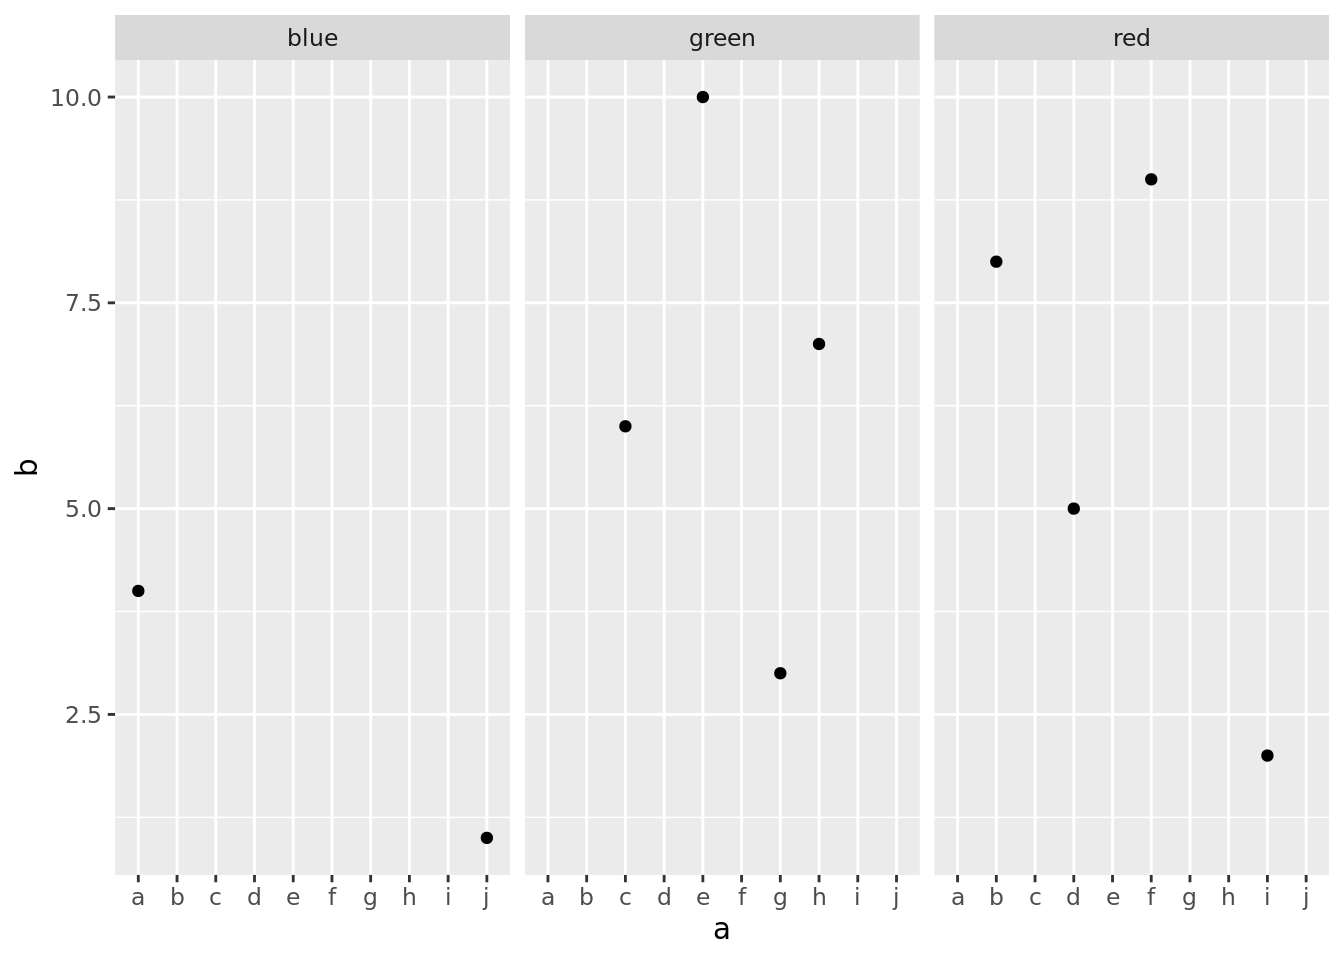 blue green red
10.0
7.5
5.0
2.5
b
a b c d e f g h i j a b c d e f g h i j a b c d e f g h i j
a